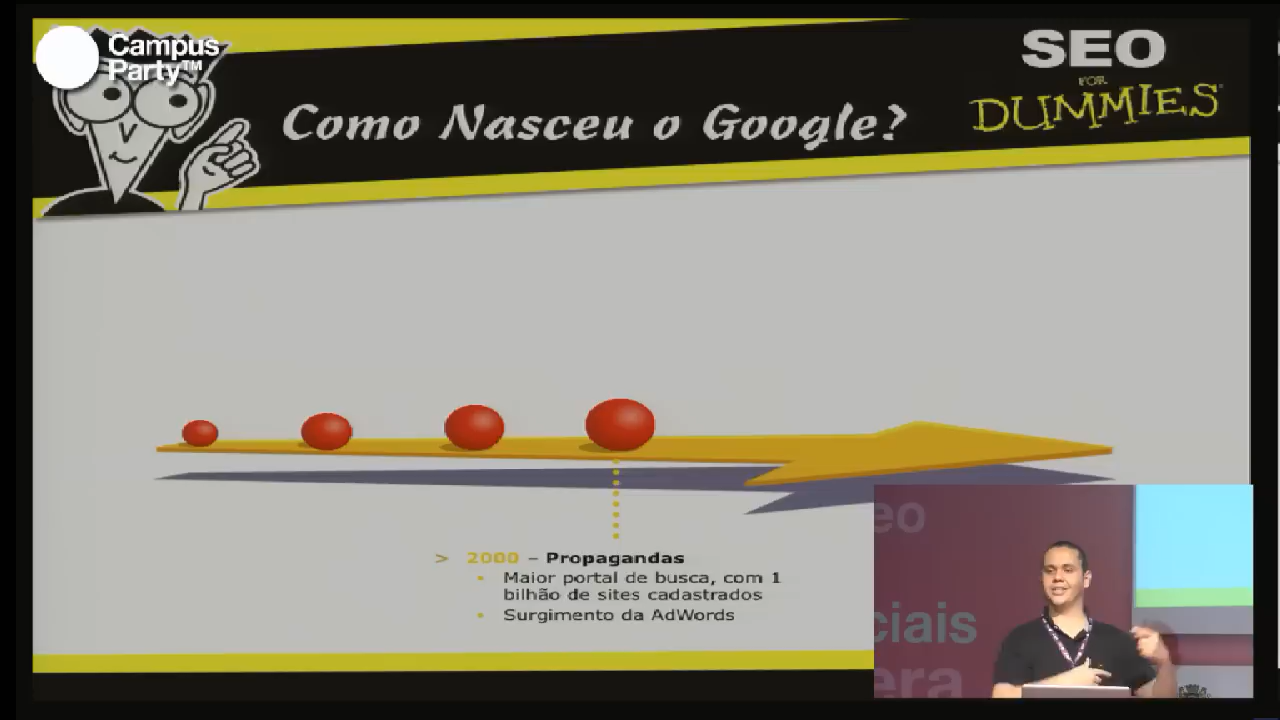 Campus
Party™
SEO
FOR
DUMMIES
Como Nasceu o Google?
> 2000 – Propagandas
Maior portal de busca, com 1
bilhão de sites cadastrados
Surgimento da AdWords
eo
ciais
era